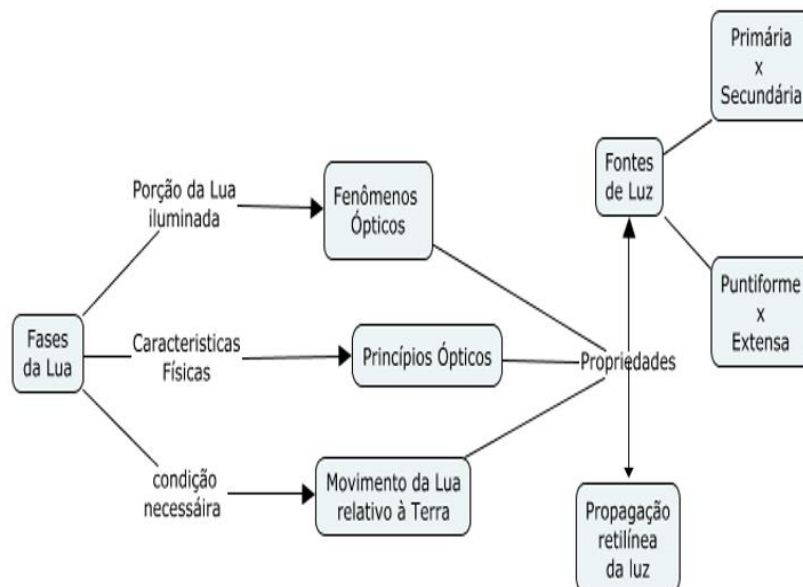 Primária
x
Secundária
Fontes
de Luz
Porção da Lua
iluminada
Fenômenos
Ópticos
Puntiforme
x
Extensa
Fases
da Lua
Caracteristicas
Físicas
Princípios Ópticos
Propriedades
condição
necessáira
Movimento da Lua
relativo à Terra
Propagação
retilínea
da luz